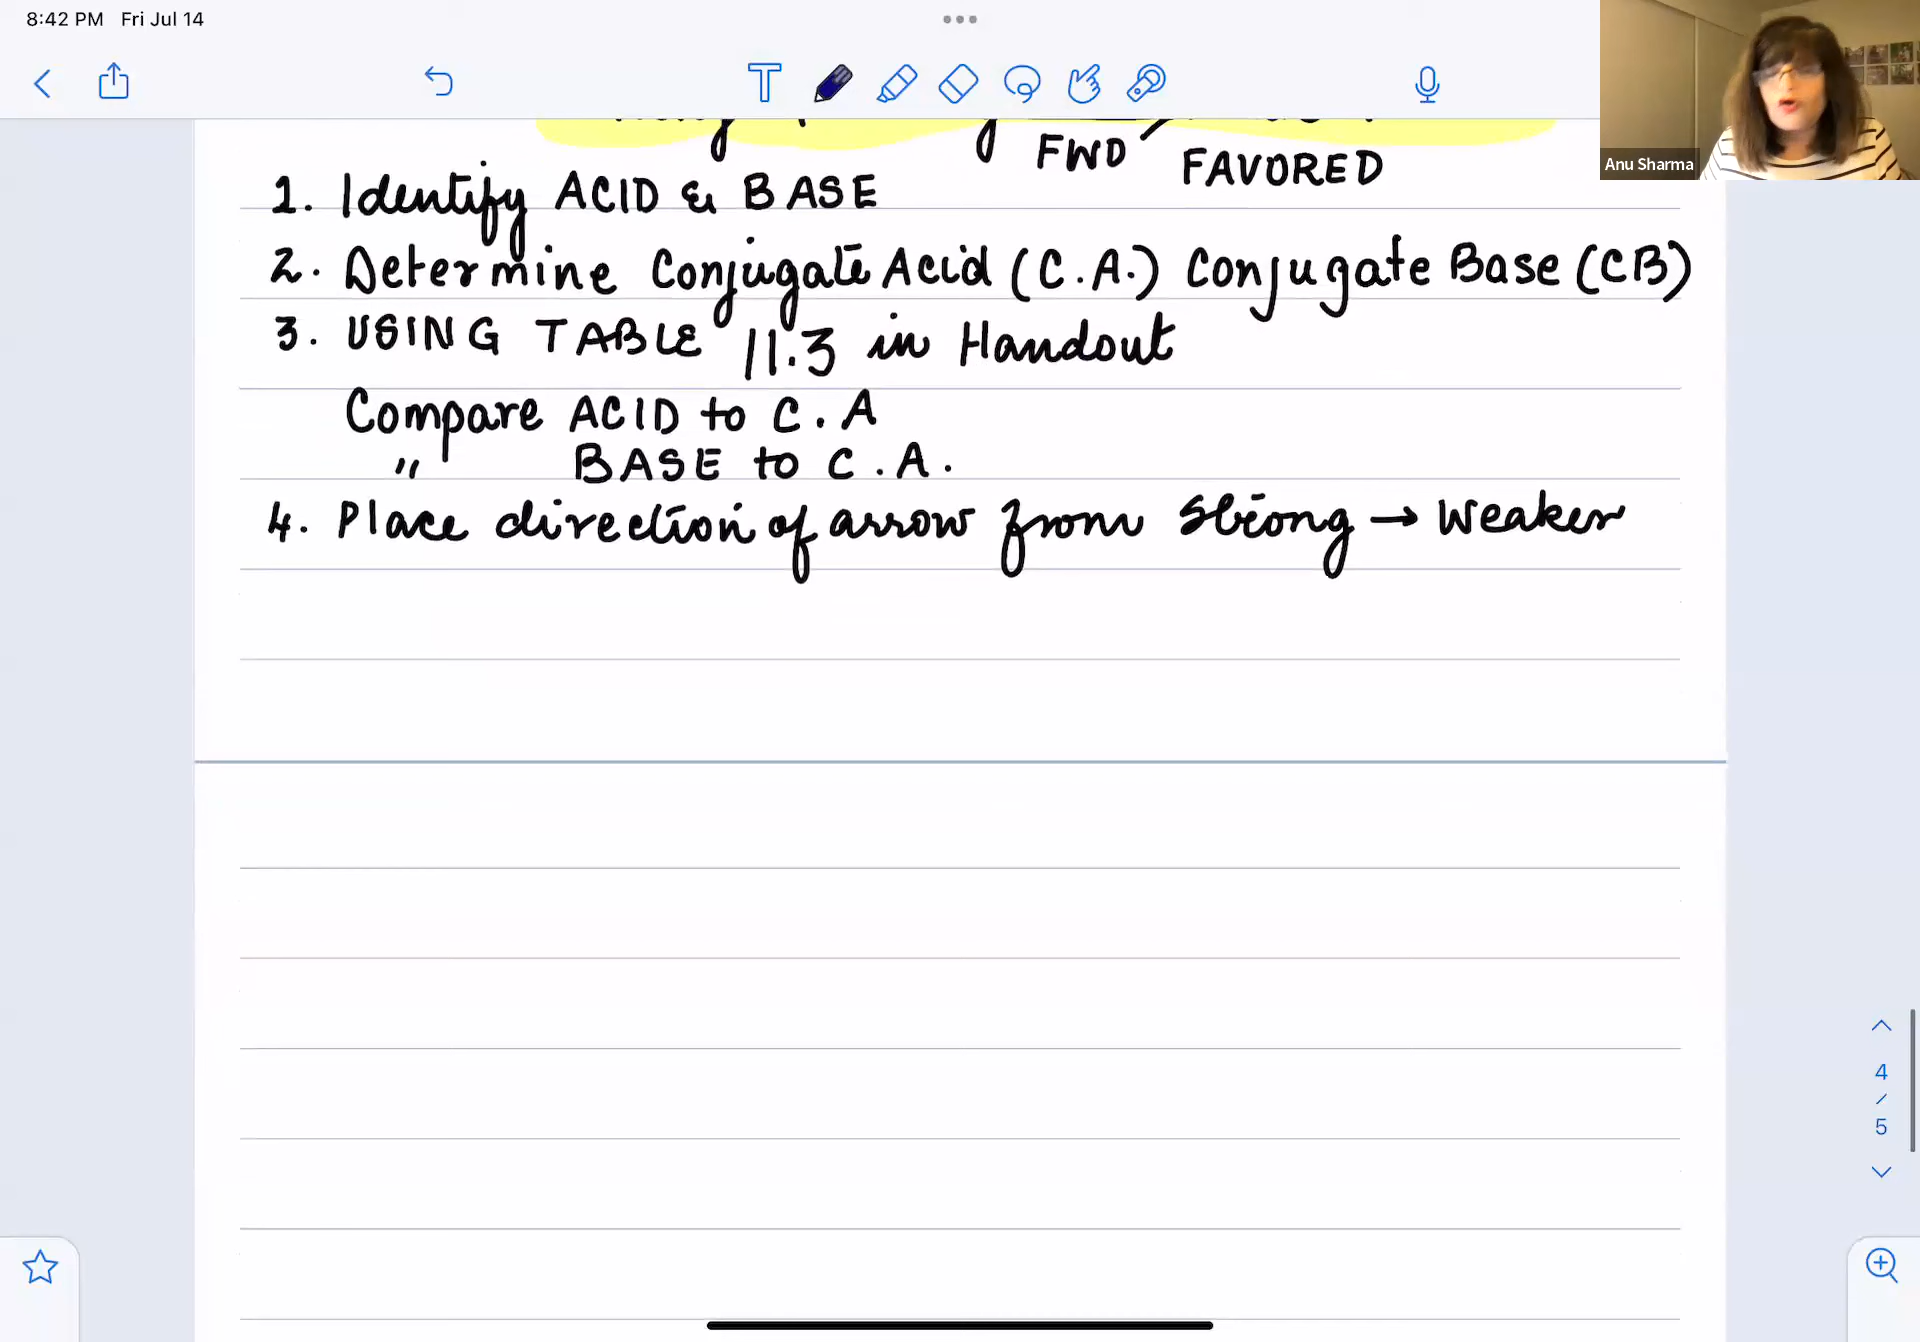 8:42 PM Fri Jul 14
Anu Sharma
FWD FAVORED
1. Identify ACID & BASE
2. Determine Conjugate Acid (C.A.) Conjugate Base (CB)
3. USING TABLE 11.3 in Handout
Compare ACID to C.A
" BASE to C.A.
4. Place direction of arrow from Strong → Weaker
4
/
5